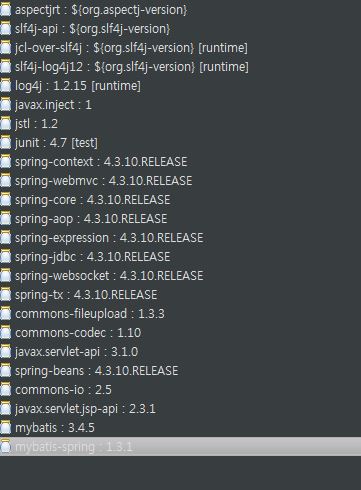 aspectjrt : ${org.aspectj-version}
slf4j-api : ${org.slf4j-version}
jcl-over-slf4j : ${org.slf4j-version} [runtime]
slf4j-log4j12 : ${org.slf4j-version} [runtime]
log4j : 1.2.15 [runtime]
javax.inject : 1
jstl : 1.2
junit : 4.7 [test]
spring-context : 4.3.10.RELEASE
spring-webmvc : 4.3.10.RELEASE
spring-core : 4.3.10.RELEASE
spring-aop : 4.3.10.RELEASE
spring-expression : 4.3.10.RELEASE
spring-jdbc : 4.3.10.RELEASE
spring-websocket : 4.3.10.RELEASE
spring-tx : 4.3.10.RELEASE
commons-fileupload : 1.3.3
commons-codec : 1.10
javax.servlet-api : 3.1.0
spring-beans : 4.3.10.RELEASE
commons-io : 2.5
javax.servlet.jsp-api : 2.3.1
mybatis : 3.4.5
mybatis-spring : 1.3.1